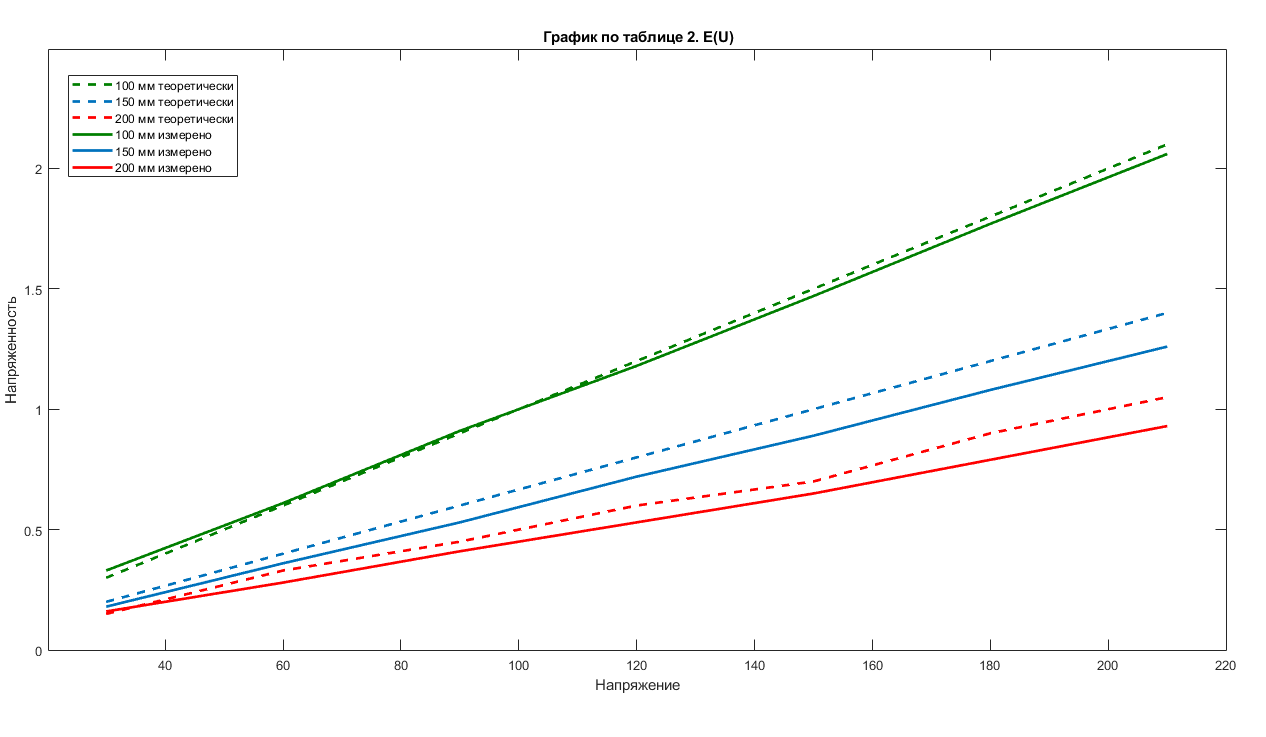 График по таблице 2. E(U)
100 мм теоретически
150 мм теоретически
200 мм теоретически
100 мм измерено
150 мм измерено
200 мм измерено
2
1.5
1
0.5
0
Напряженность
40 60 80 100 120 140 160 180 200 220
Напряжение